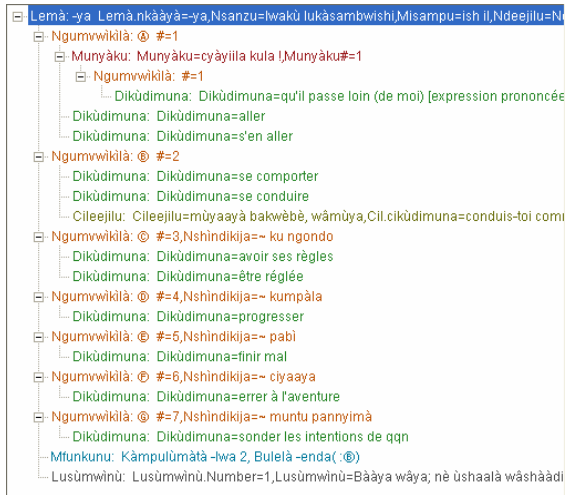 Lemà: -ya Lemà.nkààyà=-ya,Nsanzu=Iwakù lukàsambwishi,Misampu=ish il,Ndeejilu=N
Ngumvwìkìlà: Ⓐ #=1
Munyàku: Munyàku=cyàyiila kula !,Munyàku#=1
Ngumvwìkìlà: #=1
Dikùdimuna: Dikùdimuna=qu'il passe loin (de moi) [expression prononcée
Dikùdimuna: Dikùdimuna=aller
Dikùdimuna: Dikùdimuna=s'en aller
Ngumvwìkìlà: Ⓑ #=2
Dikùdimuna: Dikùdimuna=se comporter
Dikùdimuna: Dikùdimuna=se conduire
Cileejilu: Cileejilu=mùyaayà bakwèbè, wâmùya,Cil.cikùdimuna=conduis-toi com
Ngumvwìkìlà: Ⓒ #=3,Nshìndikija=~ ku ngondo
Dikùdimuna: Dikùdimuna=avoir ses règles
Dikùdimuna: Dikùdimuna=être réglée
Ngumvwìkìlà: Ⓓ #=4,Nshìndikija=~ kumpàla
Dikùdimuna: Dikùdimuna=progresser
Ngumvwìkìlà: Ⓔ #=5,Nshìndikija=~ pabì
Dikùdimuna: Dikùdimuna=finir mal
Ngumvwìkìlà: Ⓕ #=6,Nshìndikija=~ ciyaaya
Dikùdimuna: Dikùdimuna=errer à l'aventure
Ngumvwìkìlà: Ⓖ #=7,Nshìndikija=~ muntu pannyimà
Dikùdimuna: Dikùdimuna=sonder les intentions de qqn
Mfunkunu: Kàmpulùmàtà -lwa 2, Bulelà -enda( :Ⓑ)
Lusùmwìnù: Lusùmwìnù.Number=1,Lusùmwìnù=Bààya wâya; nè ùshaalà wâshààdi